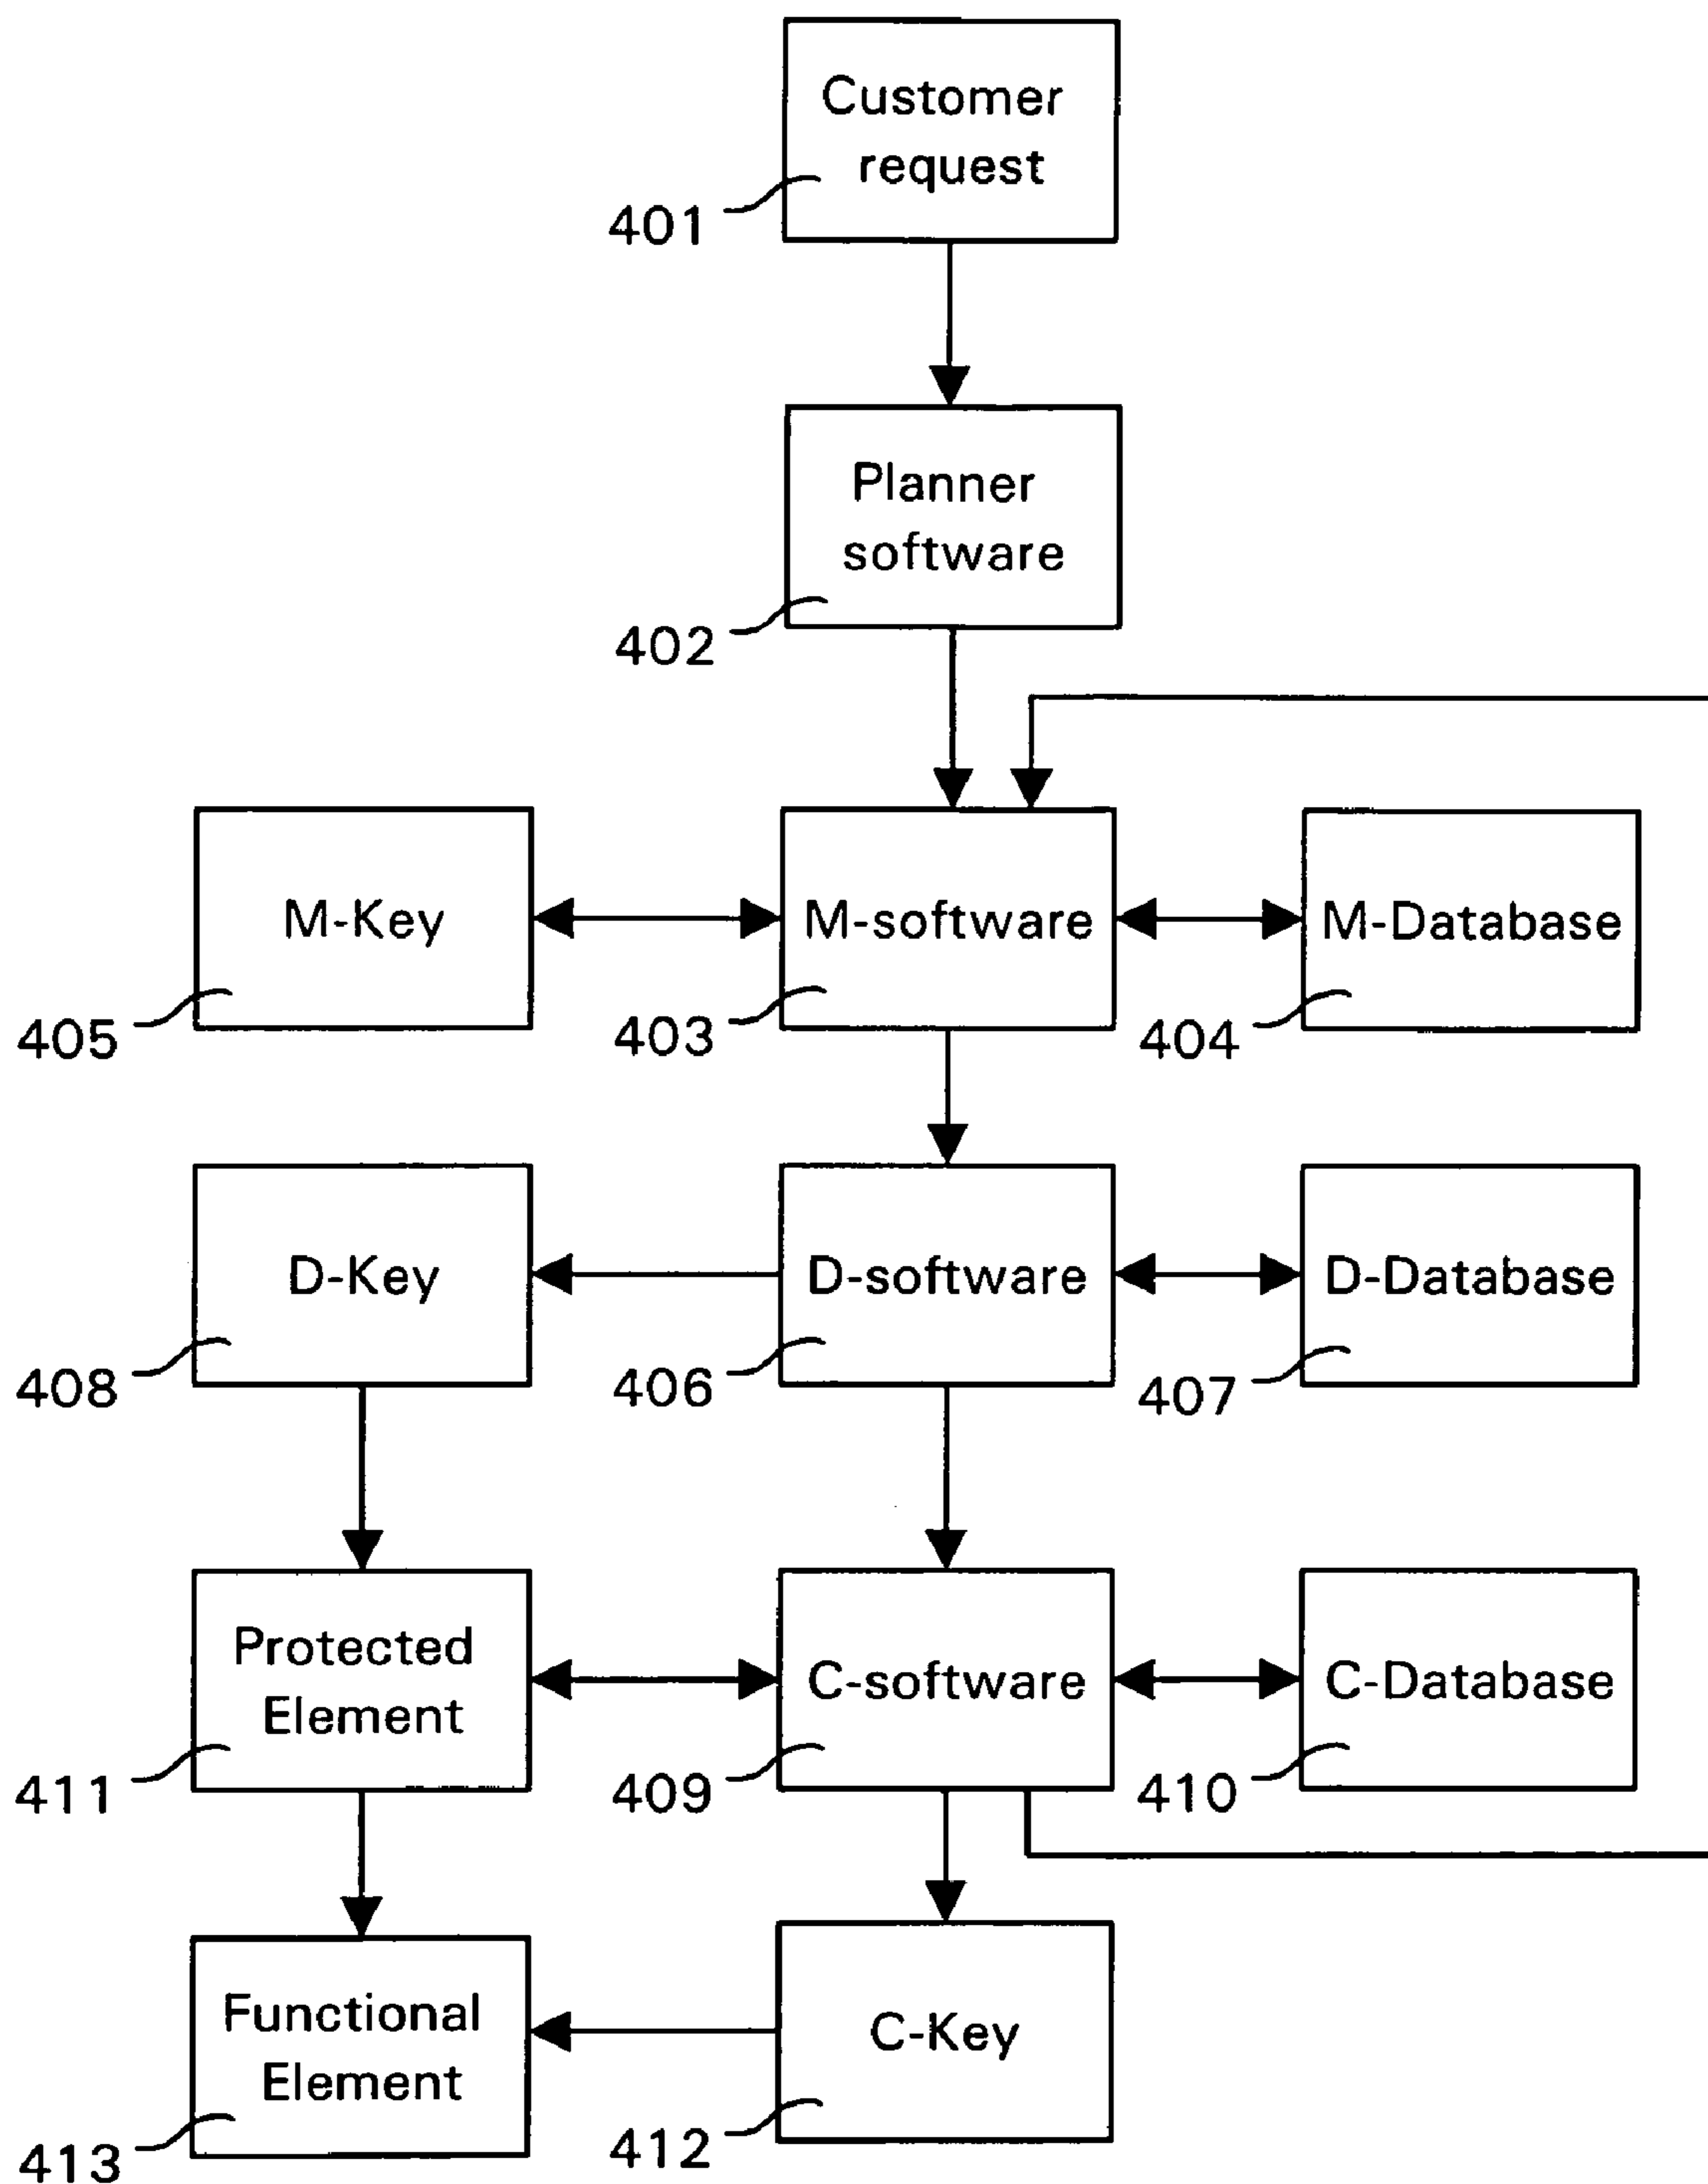 Customer
request
401
Planner
software
402
M-Key
M-software
M-Database
405
403
404
D-Key
D-software
D-Database
408
406
407
Protected
Element
C-software
C-Database
411
409
410
Functional
Element
C-Key
413
412